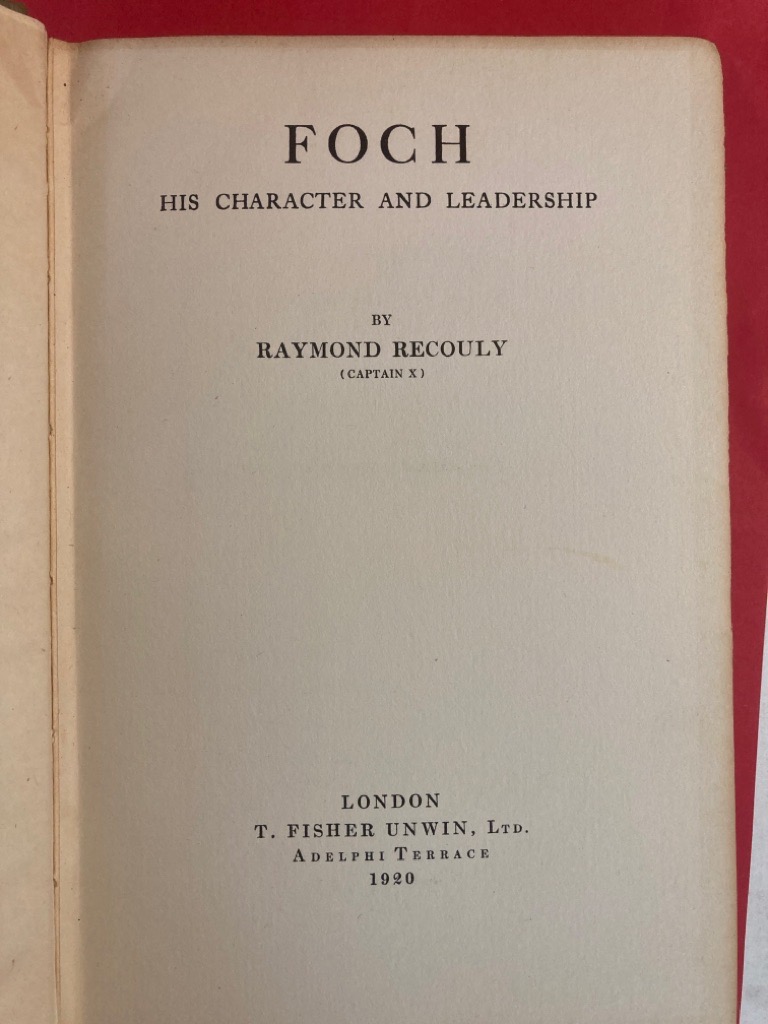 FOCH
HIS CHARACTER AND LEADERSHIP
BY
RAYMOND RECOULY
(CAPTAIN X)
LONDON
T. FISHER UNWIN, LTD.
ADELPHI TERRACE
1920